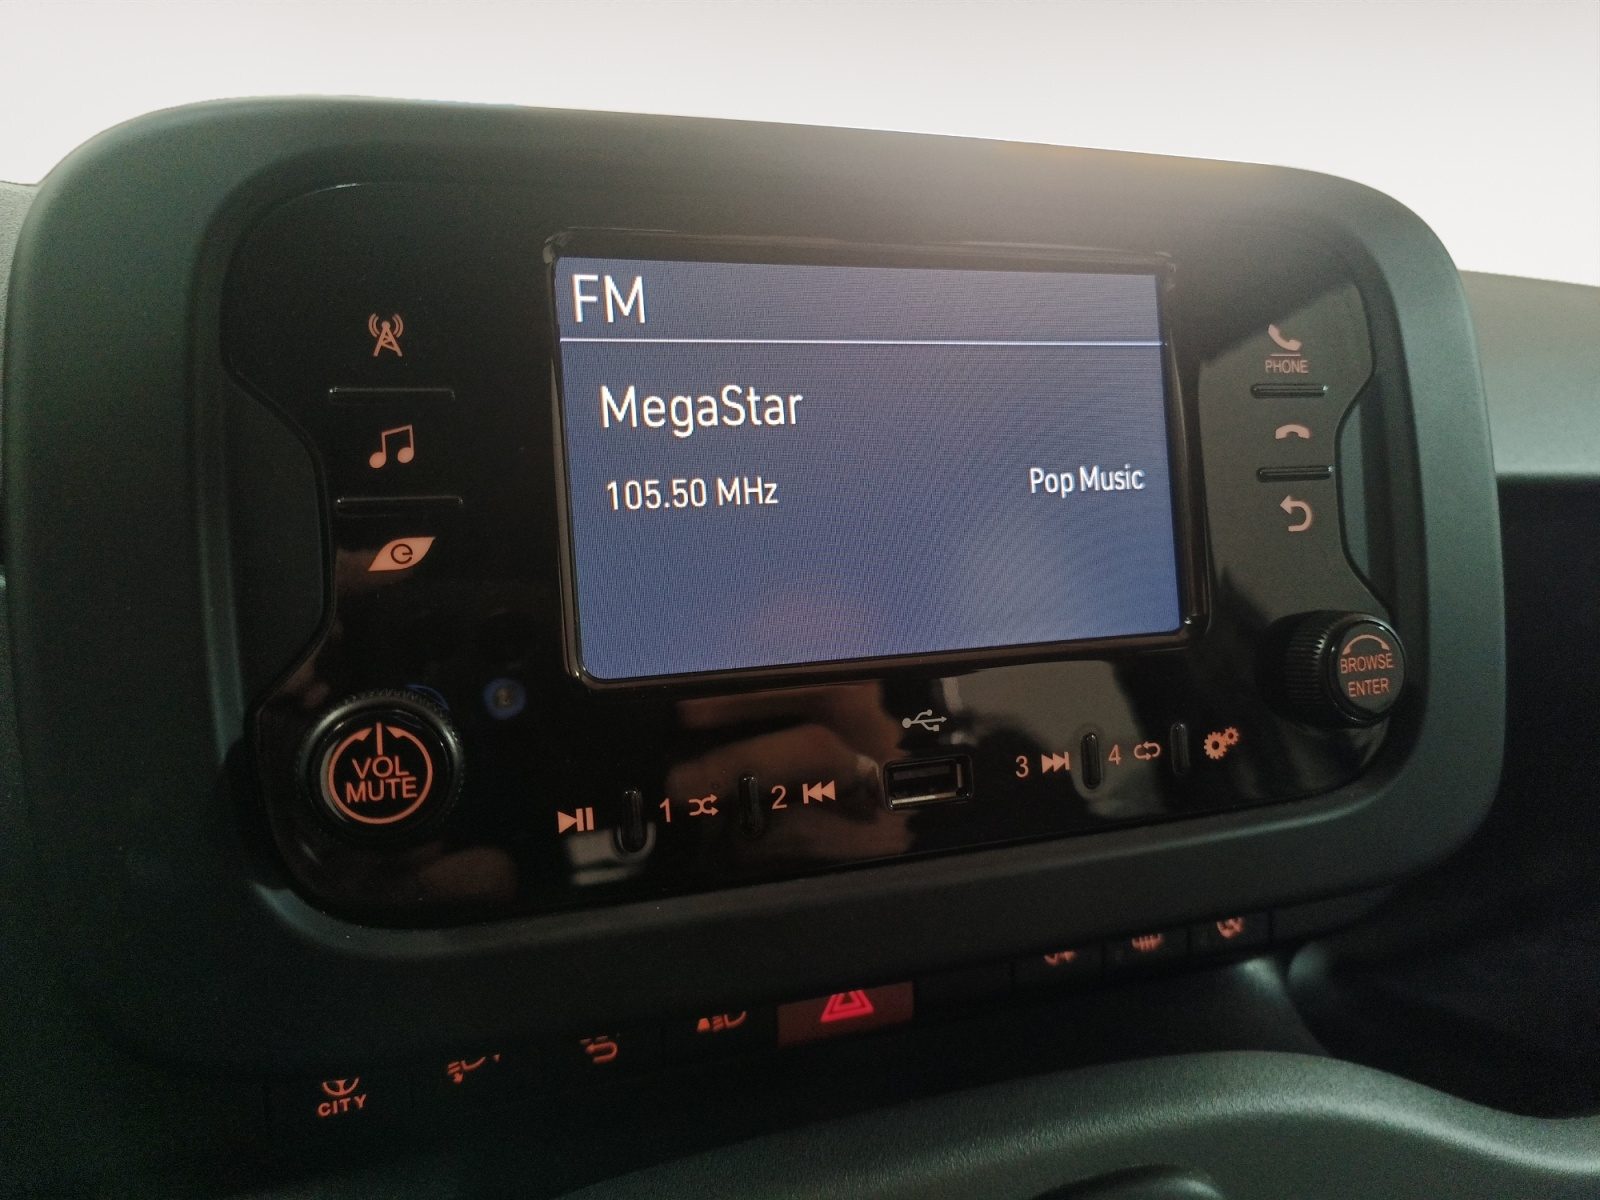 FM
MegaStar
105.50 MHz
Pop Music
PHONE
BROWSE
ENTER
VOL
MUTE
1
2
3
4
CITY